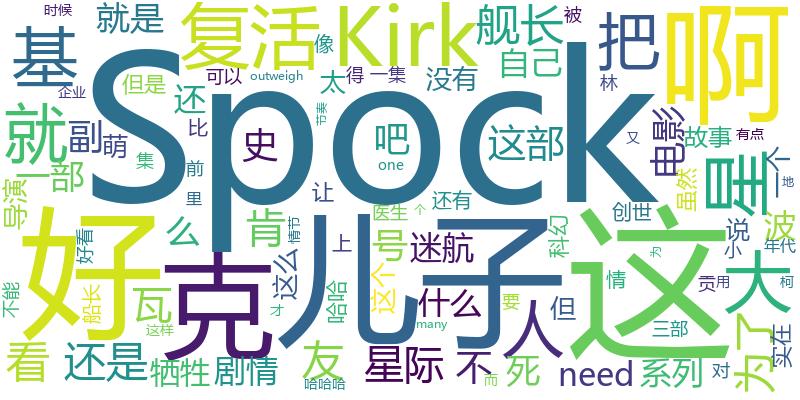 时候
就是
复活
Kirk
舰长
被
把
啊
基
企业
Spock
但是
可以
outweigh
像
太
得
一集
没有
自己
林
还
节奏
就
副
萌
比
史
吧
one
这部
电影
故事
有点
又
星
一个
一部
导演
集
前
里
让
还有
虽然
地
好
好看
么
肯
这么
情节
上
医生
个
号
迷航
科幻
创世
为
说
小
波
年代
克
儿子
这
不能
船长
瓦
这样
才
哈哈
这个
什么
many
要
人
但
情
贡
用
大
柯
三部
为了
实在
看
还是
牺牲
剧情
友
哈哈哈
星际
不
而
死
need
系列
对